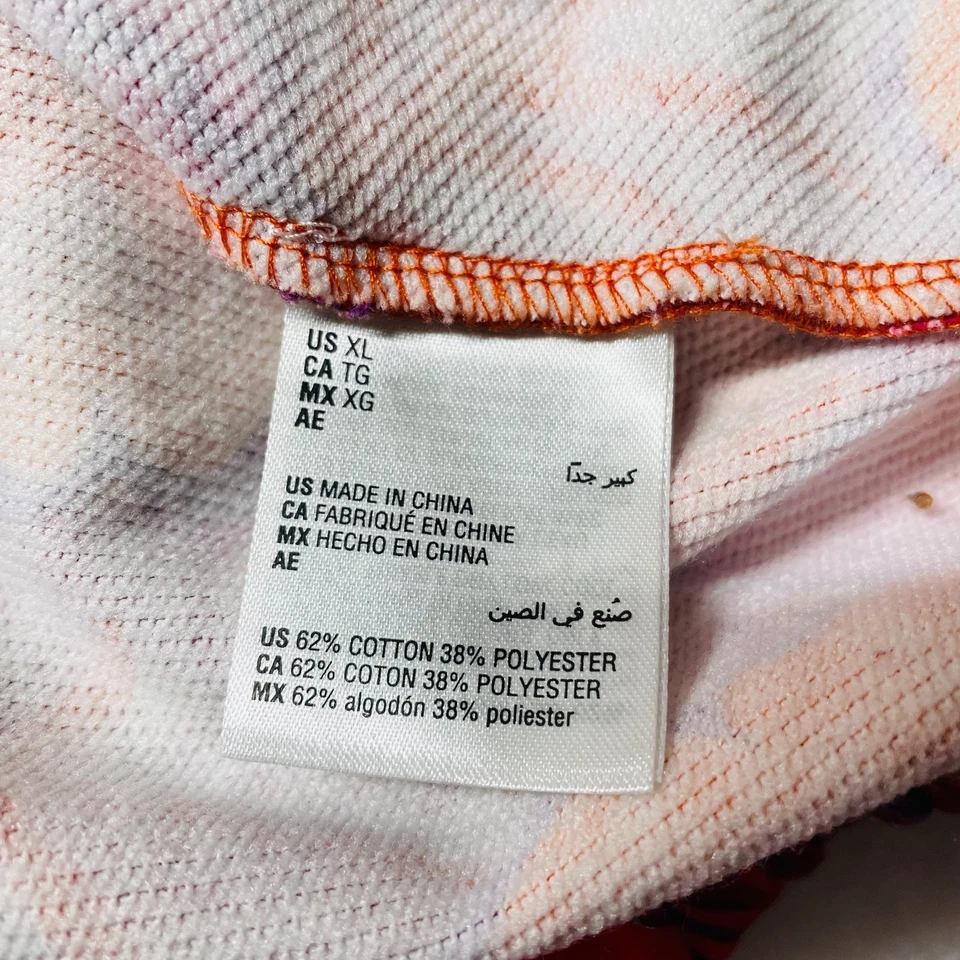 US XL
CA TG
MX XG
AE
كبير جدًا
US MADE IN CHINA
CA FABRIQUÉ EN CHINE
MX HECHO EN CHINA
AE
صُنع في الصين
US 62% COTTON 38% POLYESTER
CA 62% COTON 38% POLYESTER
MX 62% algodón 38% poliester